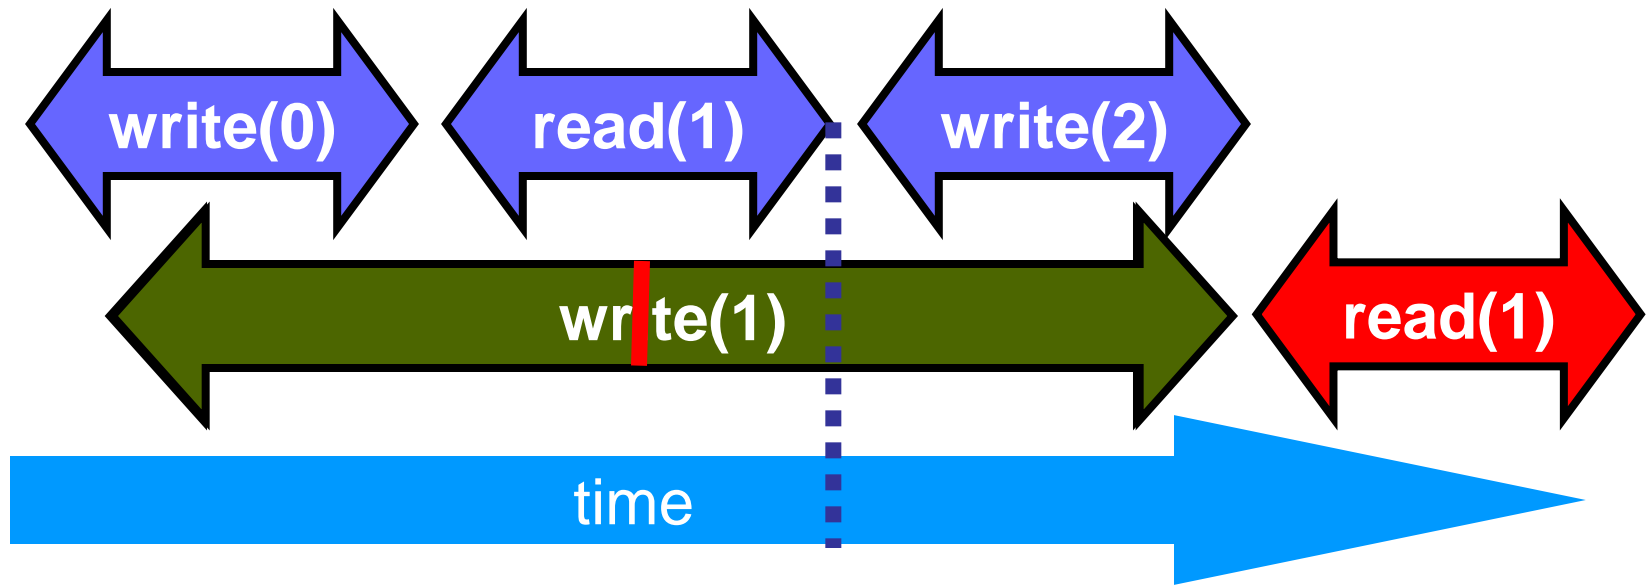 write(0) read(1) write(2)
write(1) read(1)
time